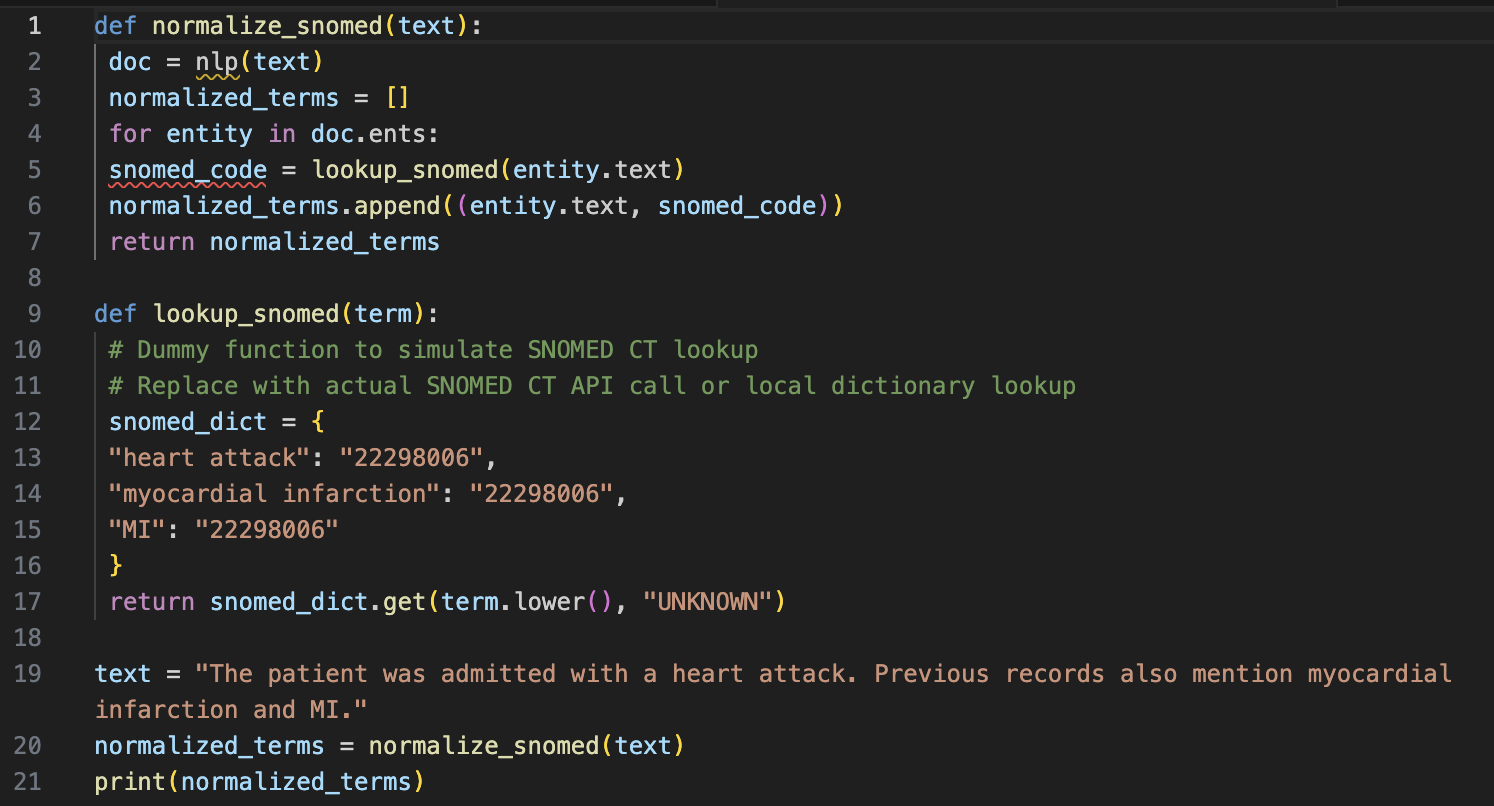 1 def normalize_snomed(text):
2 doc = nlp(text)
3 normalized_terms = []
4 for entity in doc.ents:
5 snomed_code = lookup_snomed(entity.text)
6 normalized_terms.append((entity.text, snomed_code))
7 return normalized_terms
8
9 def lookup_snomed(term):
10 # Dummy function to simulate SNOMED CT lookup
11 # Replace with actual SNOMED CT API call or local dictionary lookup
12 snomed_dict = {
13 "heart attack": "22298006",
14 "myocardial infarction": "22298006",
15 "MI": "22298006"
16 }
17 return snomed_dict.get(term.lower(), "UNKNOWN")
18
19 text = "The patient was admitted with a heart attack. Previous records also mention myocardial
infarction and MI."
20 normalized_terms = normalize_snomed(text)
21 print(normalized_terms)